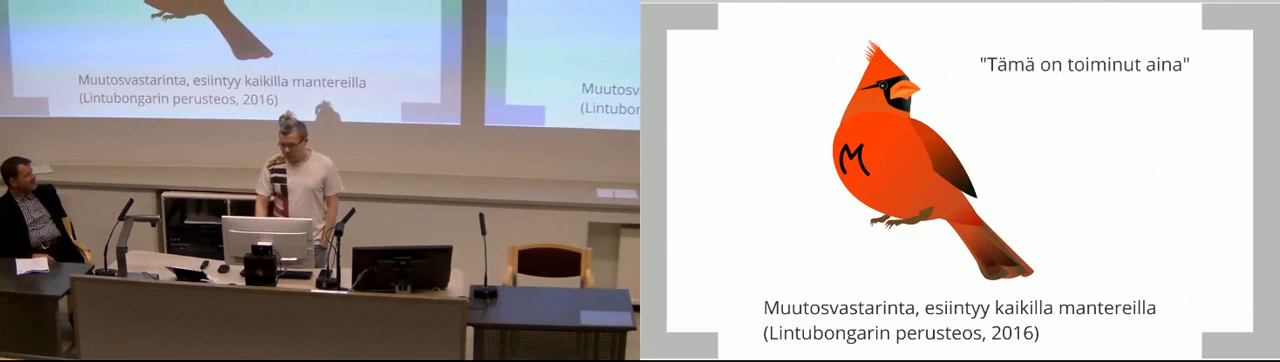 Muutosvastarinta, esiintyy kaikilla mantereilla
(Lintubongarin perusteos, 2016)
Muutosv
(Lintubon
"Tämä on toiminut aina"
M
Muutosvastarinta, esiintyy kaikilla mantereilla
(Lintubongarin perusteos, 2016)